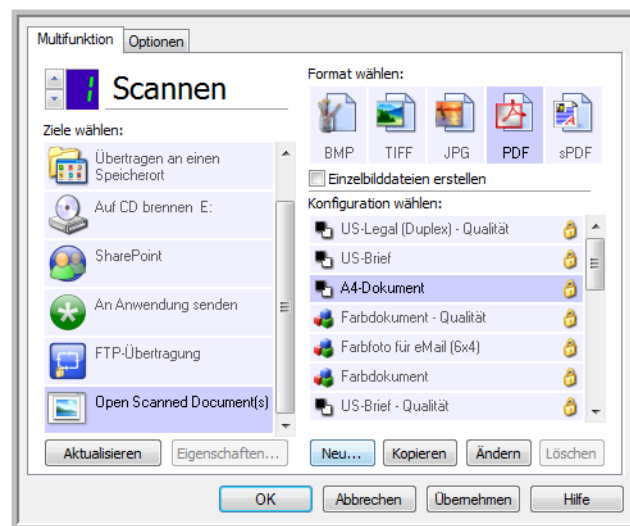 Multifunktion
Optionen
1 Scannen
Ziele wählen:
Übertragen an einen
Speicherort
Auf CD brennen E:
SharePoint
An Anwendung senden
FTP-Übertragung
Open Scanned Document(s)
Aktualisieren
Eigenschaften...
Format wählen:
BMP TIFF JPG PDF sPDF
Einzelbilddateien erstellen
Konfiguration wählen:
US-Legal (Duplex) - Qualität
US-Brief
A4-Dokument
Farbdokument - Qualität
Farbfoto für eMail (6x4)
Farbdokument
US-Brief - Qualität
Neu... Kopieren Ändern Löschen
OK Abbrechen Übernehmen Hilfe